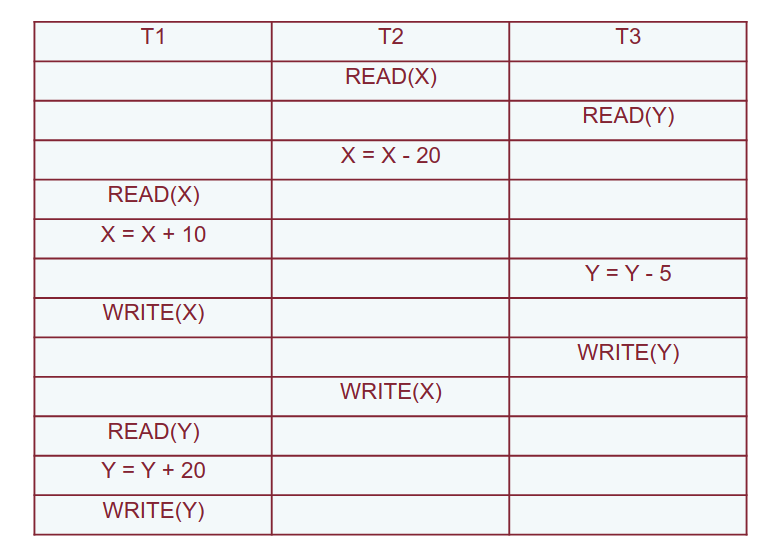 T1 T2 T3
READ(X)
READ(Y)
X = X - 20
READ(X)
X = X + 10
Y = Y - 5
WRITE(X)
WRITE(Y)
WRITE(X)
READ(Y)
Y = Y + 20
WRITE(Y)